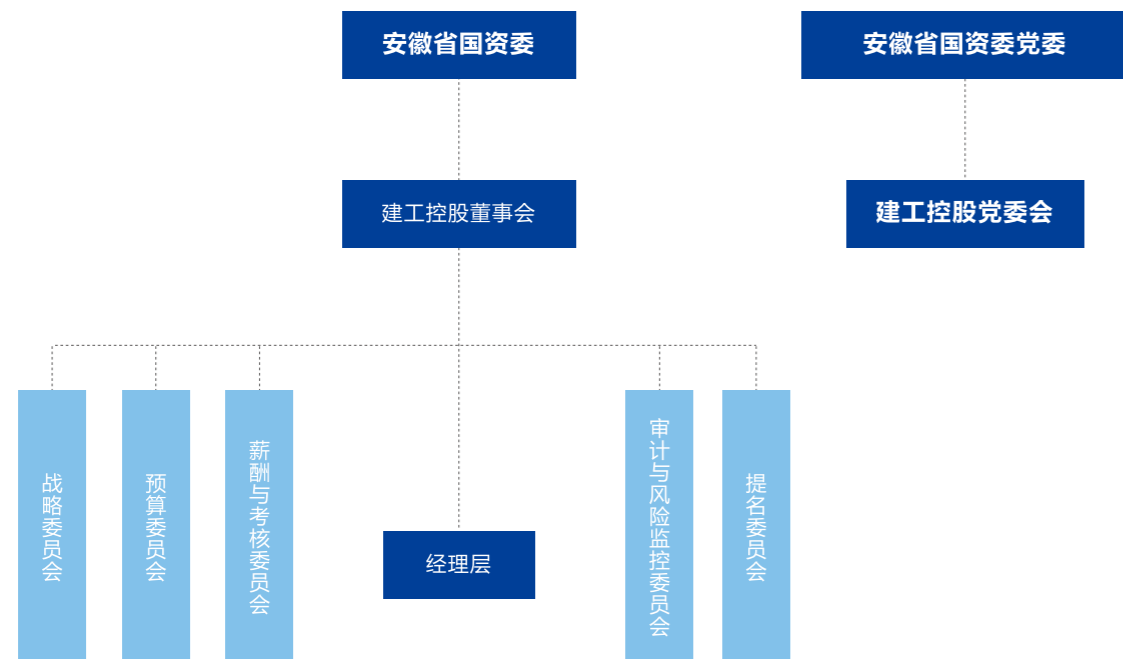 安徽省国资委
安徽省国资委党委
建工控股董事会
建工控股党委会
战略委员会
预算委员会
薪酬与考核委员会
经理层
审计与风险监控委员会
提名委员会